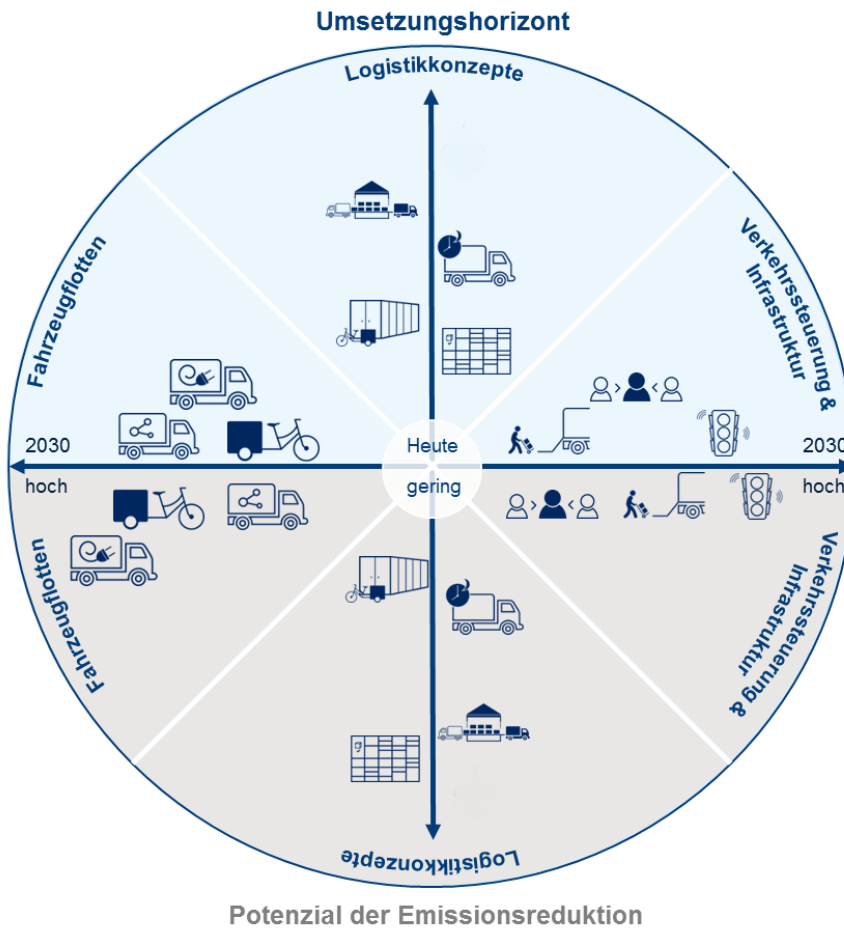 Umsetzungshorizont
Logistikkonzepte
Fahrzeugflotten
Verkehrssteuerung &
Infrastruktur
2030
Heute
2030
hoch
gering
hoch
Fahrzeugflotten
Verkehrssteuerung &
Infrastruktur
Logistikkonzepte
Potenzial der Emissionsreduktion